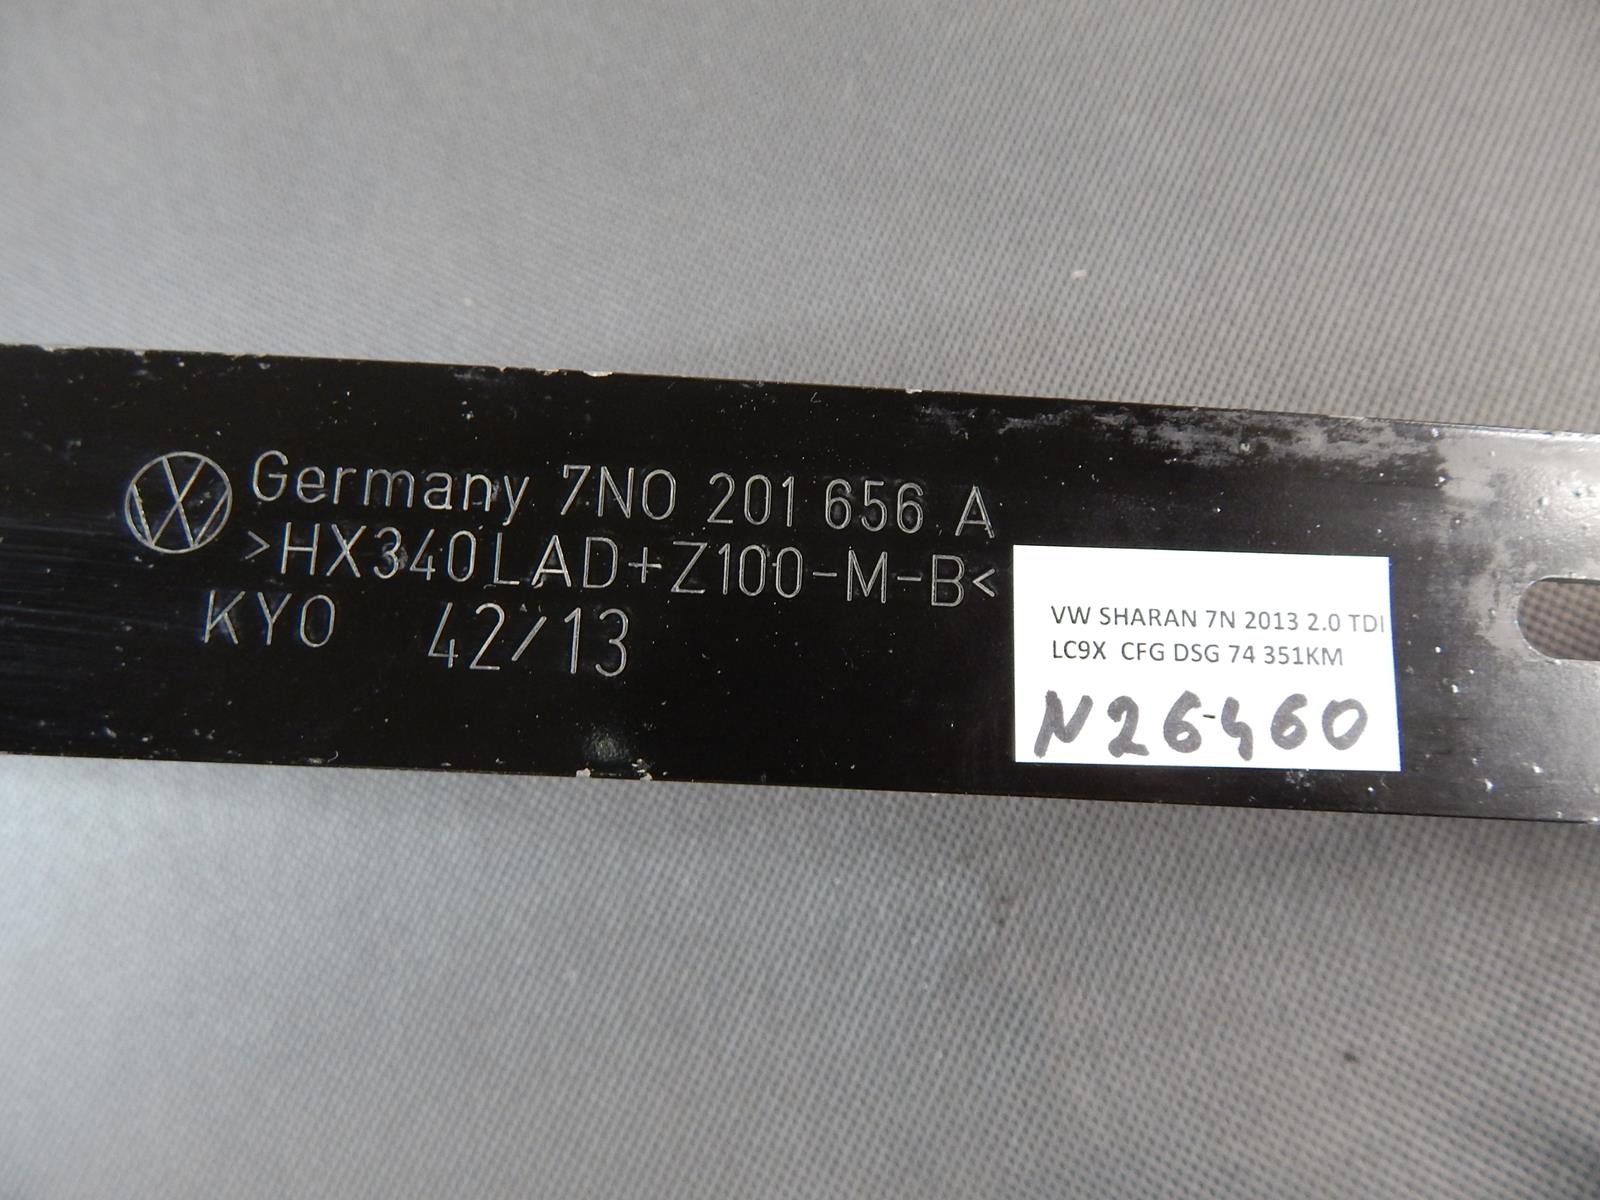 Germany 7N0 201 656 A
>HX340LAD+Z100-M-B<
KYO 42/13
VW SHARAN 7N 2013 2.0 TDI
LC9X CFG DSG 74 351KM
N26460